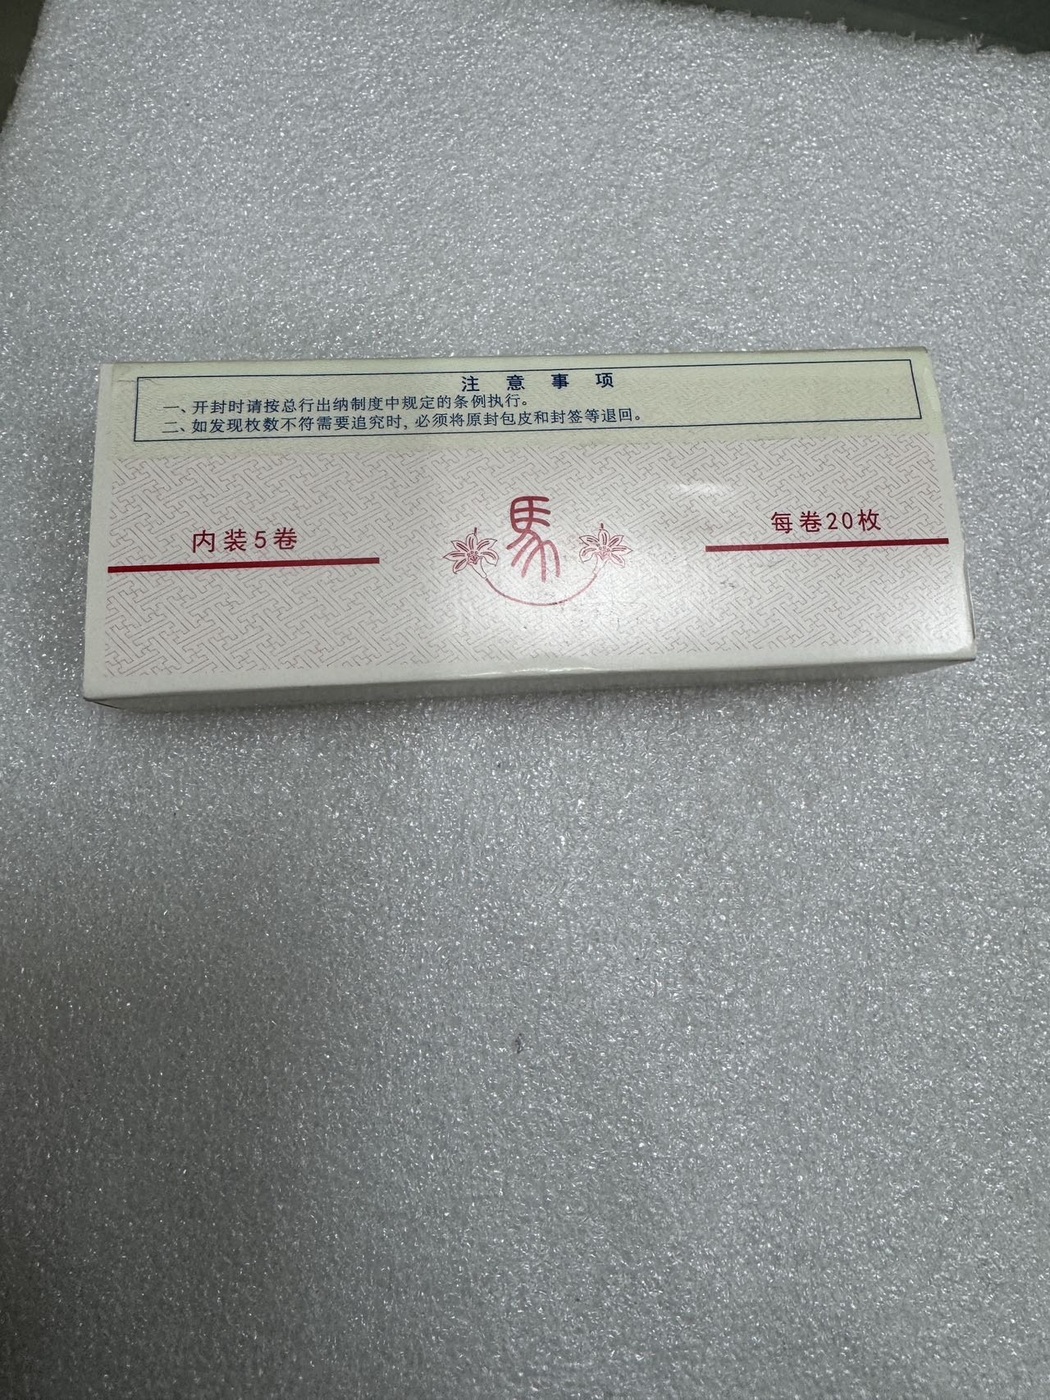 注意事项
一、开封时请按总行出纳制度中规定的条例执行。
二、如发现枚数不符需要追究时，必须将原封包皮和封签等退回。
内装5卷
馬
每卷20枚